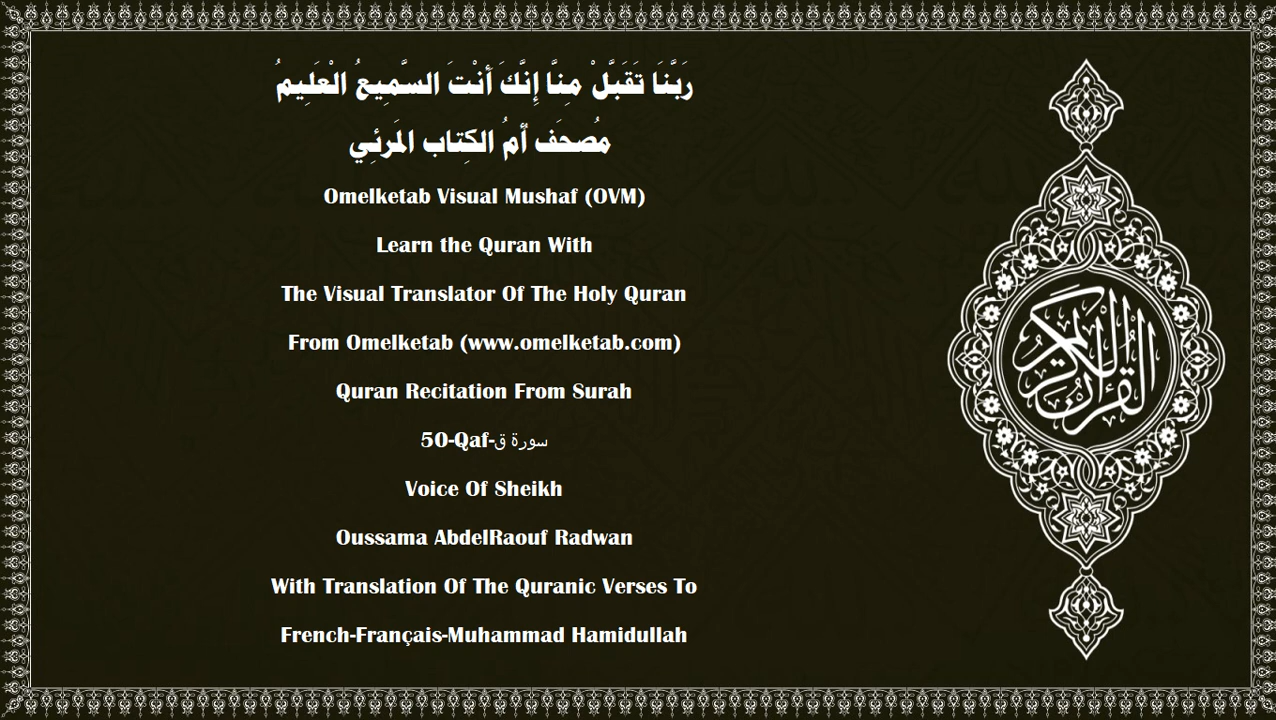 رَبَّنَا تَقَبَّلْ مِنَّا إِنَّكَ أَنْتَ السَّمِيعُ الْعَلِيمُ
مُصحَف أمُ الكِتاب المَرئِي
Omelketab Visual Mushaf (OVM)
Learn the Quran With
The Visual Translator Of The Holy Quran
From Omelketab (www.omelketab.com)
Quran Recitation From Surah
50-Qaf-سورة ق
Voice Of Sheikh
Oussama AbdelRaouf Radwan
With Translation Of The Quranic Verses To
French-Français-Muhammad Hamidullah
القرآن الكريم